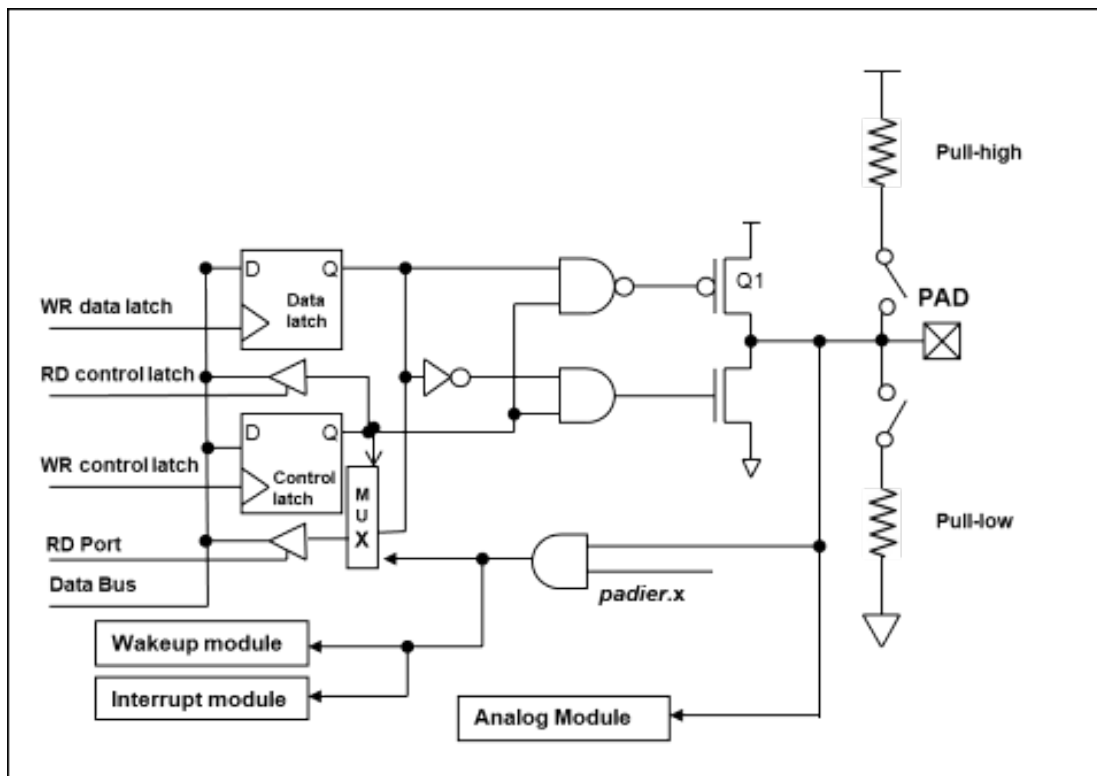 Pull-high
D
Q
Q1
WR data latch
Data
latch
PAD
RD control latch
D
Q
WR control latch
Control
latch
M
U
X
Pull-low
RD Port
padier.x
Data Bus
Wakeup module
Interrupt module
Analog Module